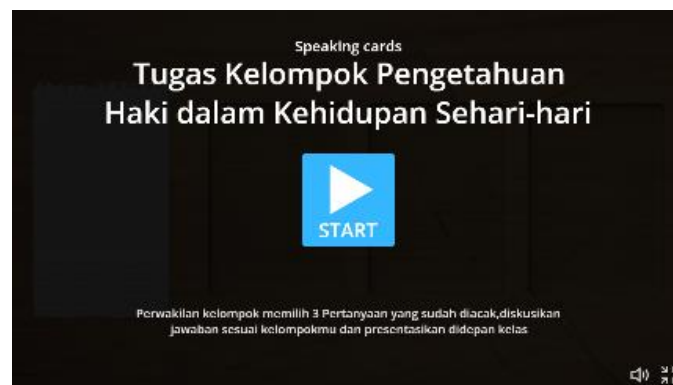 Speaking cards
Tugas Kelompok Pengetahuan
Haki dalam Kehidupan Sehari-hari
START
Perwakilan kelompok memilih 3 Pertanyaan yang sudah diacak,diskusikan
jawaban sesuai kelompokmu dan presentasikan didepan kelas